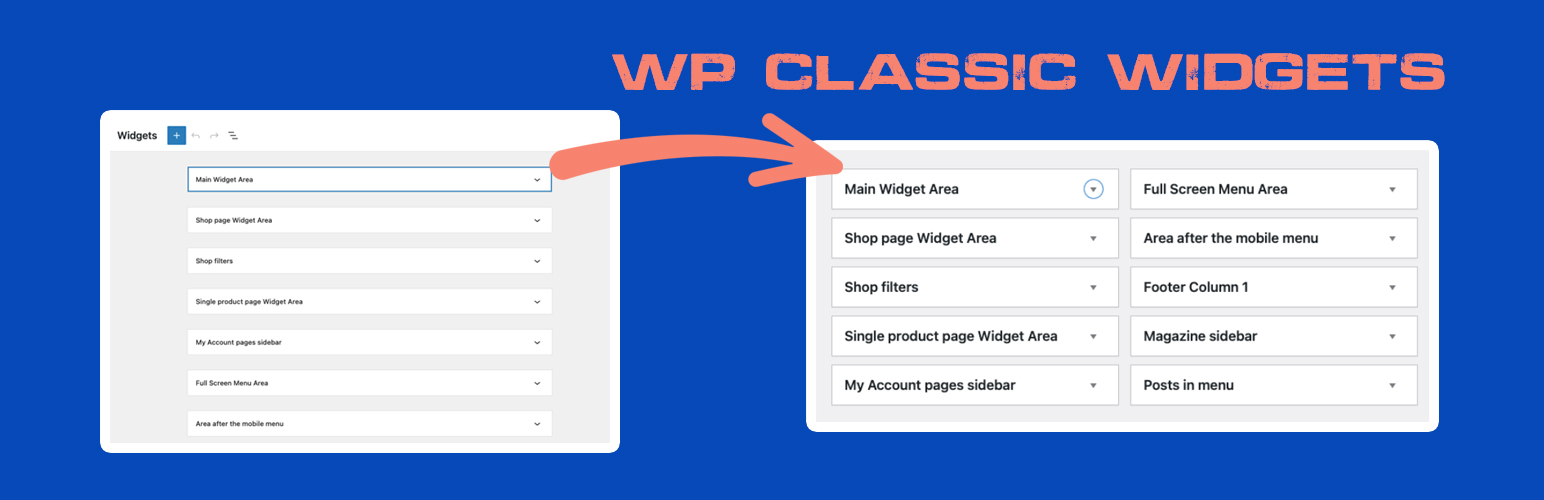 WP CLASSIC WIDGETS
Widgets
Main Widget Area
Shop page Widget Area
Shop filters
Single product page Widget Area
My Account pages sidebar
Full Screen Menu Area
Area after the mobile menu
Main Widget Area
Shop page Widget Area
Shop filters
Single product page Widget Area
My Account pages sidebar
Full Screen Menu Area
Area after the mobile menu
Footer Column 1
Magazine sidebar
Posts in menu